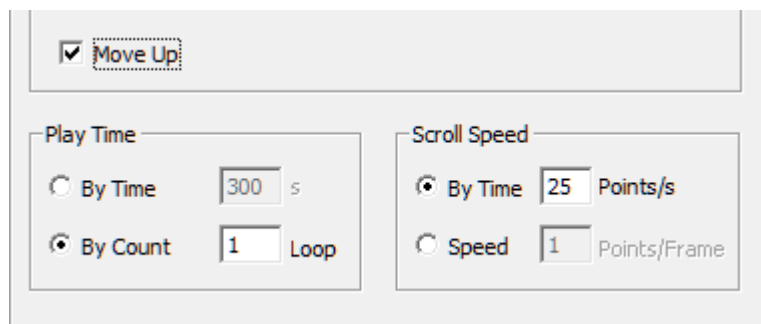 Move Up
Play Time
By Time 300 s
By Count 1 Loop
Scroll Speed
By Time 25 Points/s
Speed 1 Points/Frame